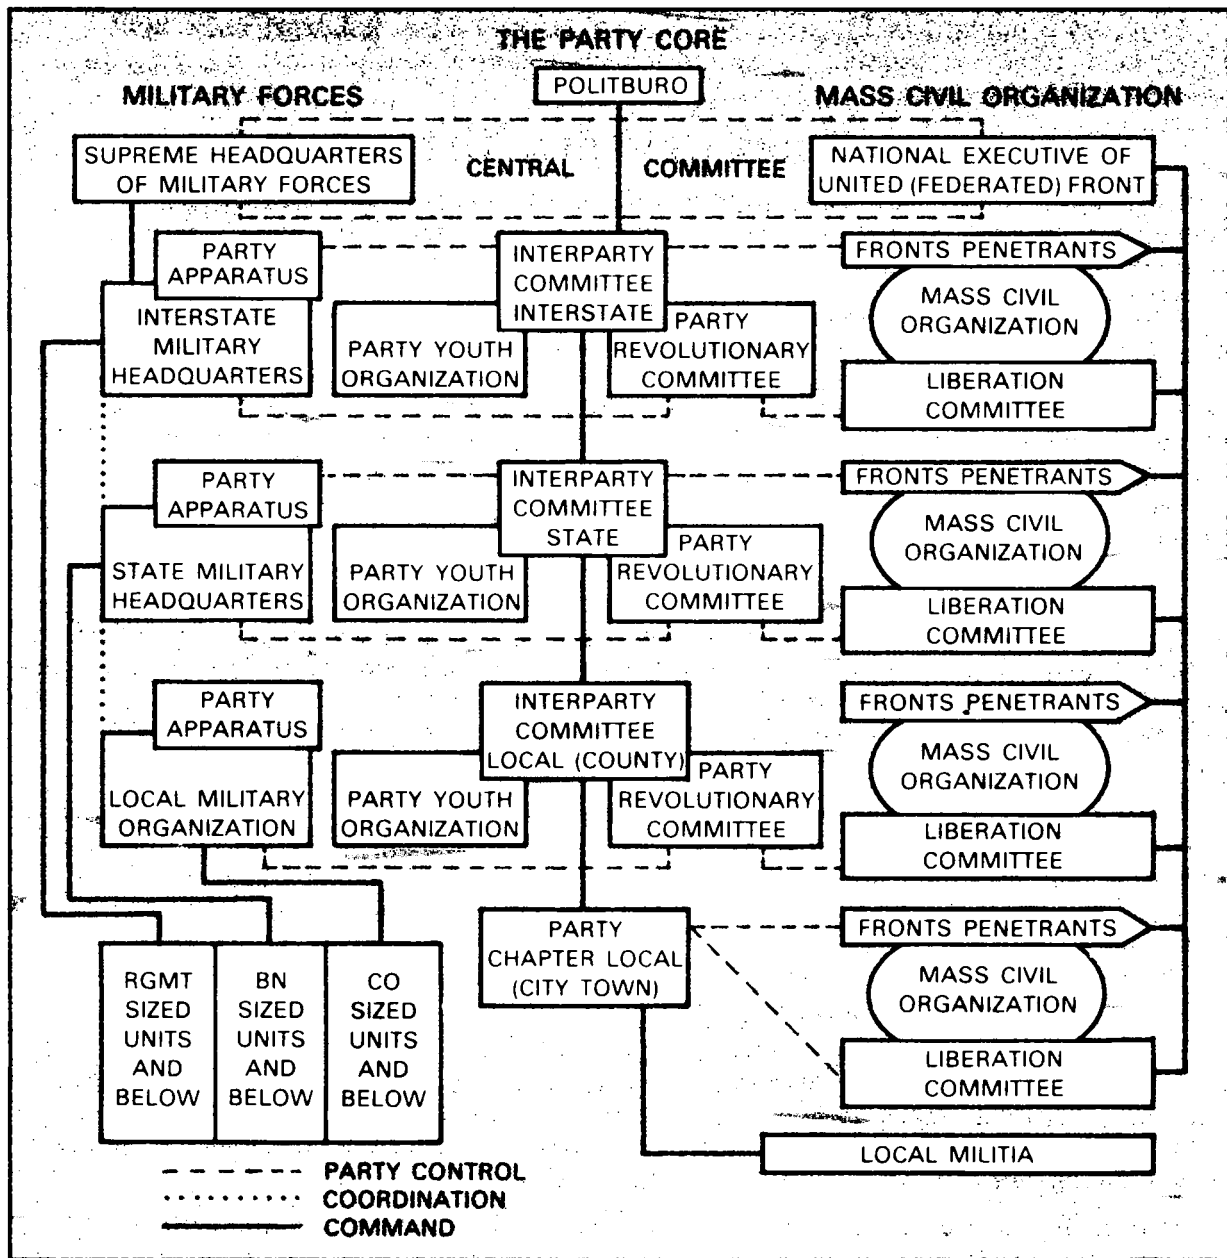 THE PARTY CORE
POLITBURO
MILITARY FORCES
MASS CIVIL ORGANIZATION
SUPREME HEADQUARTERS
OF MILITARY FORCES
CENTRAL COMMITTEE
NATIONAL EXECUTIVE OF
UNITED (FEDERATED) FRONT
PARTY
APPARATUS
INTERSTATE
MILITARY
HEADQUARTERS
INTERPARTY
COMMITTEE
INTERSTATE
PARTY YOUTH
ORGANIZATION
PARTY
REVOLUTIONARY
COMMITTEE
FRONTS PENETRANTS
MASS CIVIL
ORGANIZATION
LIBERATION
COMMITTEE
PARTY
APPARATUS
STATE MILITARY
HEADQUARTERS
INTERPARTY
COMMITTEE
STATE
PARTY YOUTH
ORGANIZATION
PARTY
REVOLUTIONARY
COMMITTEE
FRONTS PENETRANTS
MASS CIVIL
ORGANIZATION
LIBERATION
COMMITTEE
PARTY
APPARATUS
LOCAL MILITARY
ORGANIZATION
INTERPARTY
COMMITTEE
LOCAL (COUNTY)
PARTY YOUTH
ORGANIZATION
PARTY
REVOLUTIONARY
COMMITTEE
FRONTS PENETRANTS
MASS CIVIL
ORGANIZATION
LIBERATION
COMMITTEE
RGMT
SIZED
UNITS
AND
BELOW
BN
SIZED
UNITS
AND
BELOW
CO
SIZED
UNITS
AND
BELOW
PARTY
CHAPTER LOCAL
(CITY TOWN)
FRONTS PENETRANTS
MASS CIVIL
ORGANIZATION
LIBERATION
COMMITTEE
LOCAL MILITIA
PARTY CONTROL
COORDINATION
COMMAND